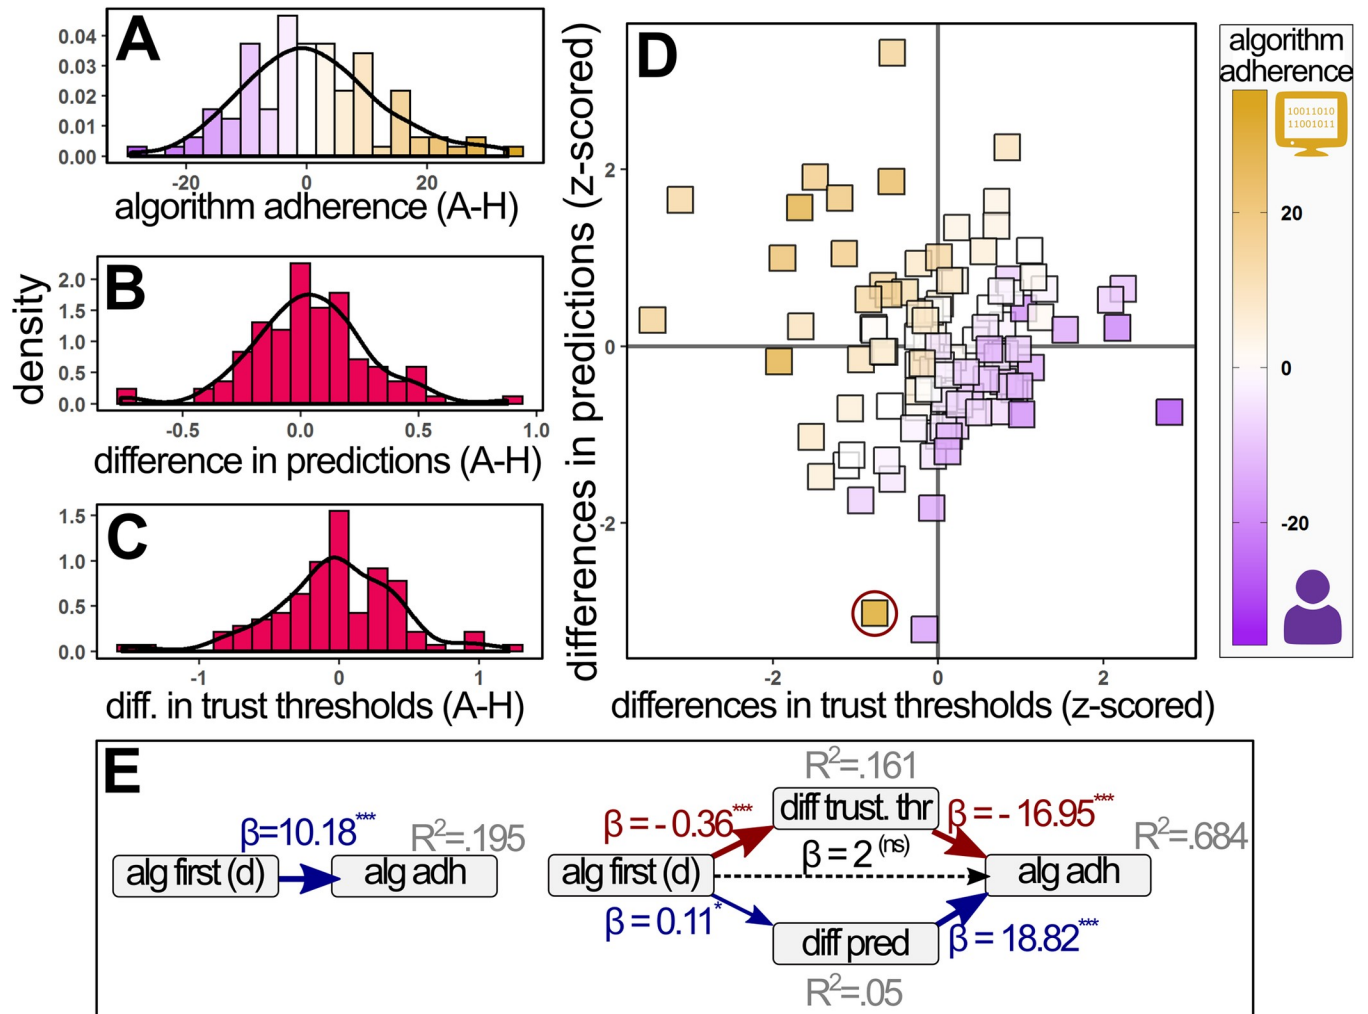 A
0.04
0.03
0.02
0.01
0.00
-20
0
20
algorithm adherence (A-H)
density
B
2.0
1.5
1.0
0.5
0.0
-0.5
0.0
0.5
1.0
difference in predictions (A-H)
C
1.5
1.0
0.5
0.0
-1
0
1
diff. in trust thresholds (A-H)
D
differences in predictions (z-scored)
2
0
-2
-2
0
2
differences in trust thresholds (z-scored)
algorithm
adherence
10011010
11001011
20
0
-20
E
β=10.18***
R²=.195
alg first (d)
alg adh
R²=.161
diff trust. thr
β = - 0.36***
β = - 16.95***
R²=.684
β = 2 (ns)
alg first (d)
alg adh
β = 0.11*
β = 18.82***
diff pred
R²=.05